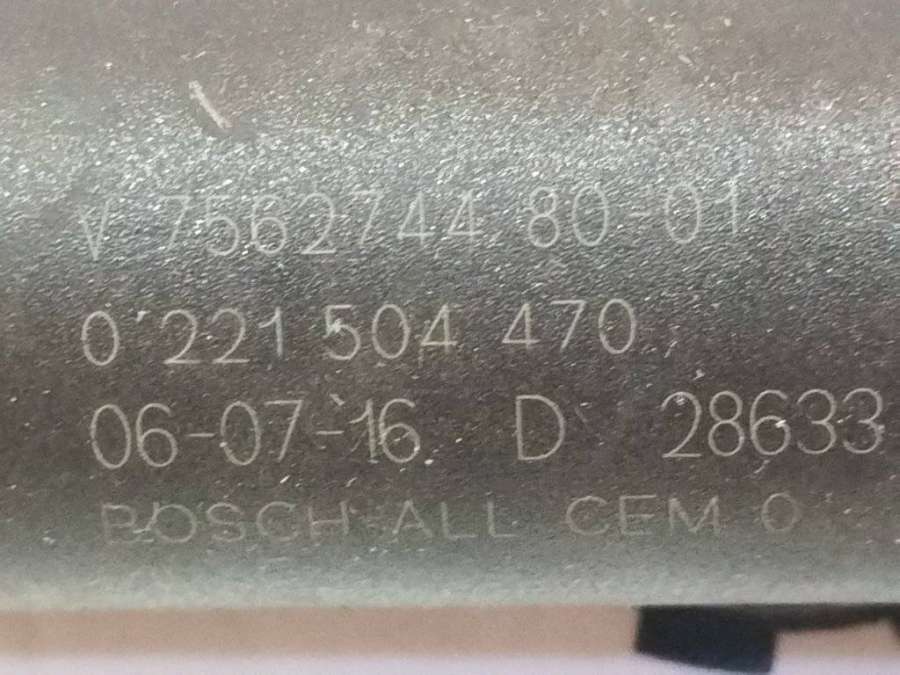 V 7562744 80-01
0 221 504 470
06-07-16 D 28633
BOSCH-ALL CEM 0